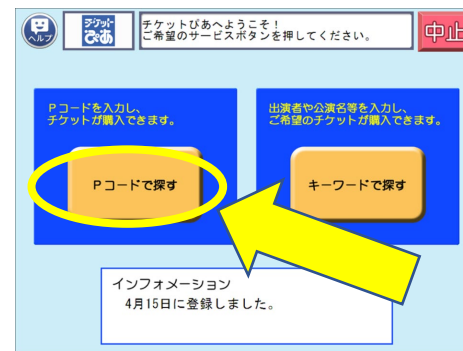 ヘルプ
チケット
ぴあ
チケットぴあへようこそ！
ご希望のサービスボタンを押してください。
中止
Pコードを入力し、
チケットが購入できます。
Pコードで探す
出演者や公演名等を入力し、
ご希望のチケットが購入できます。
キーワードで探す
インフォメーション
4月15日に登録しました。